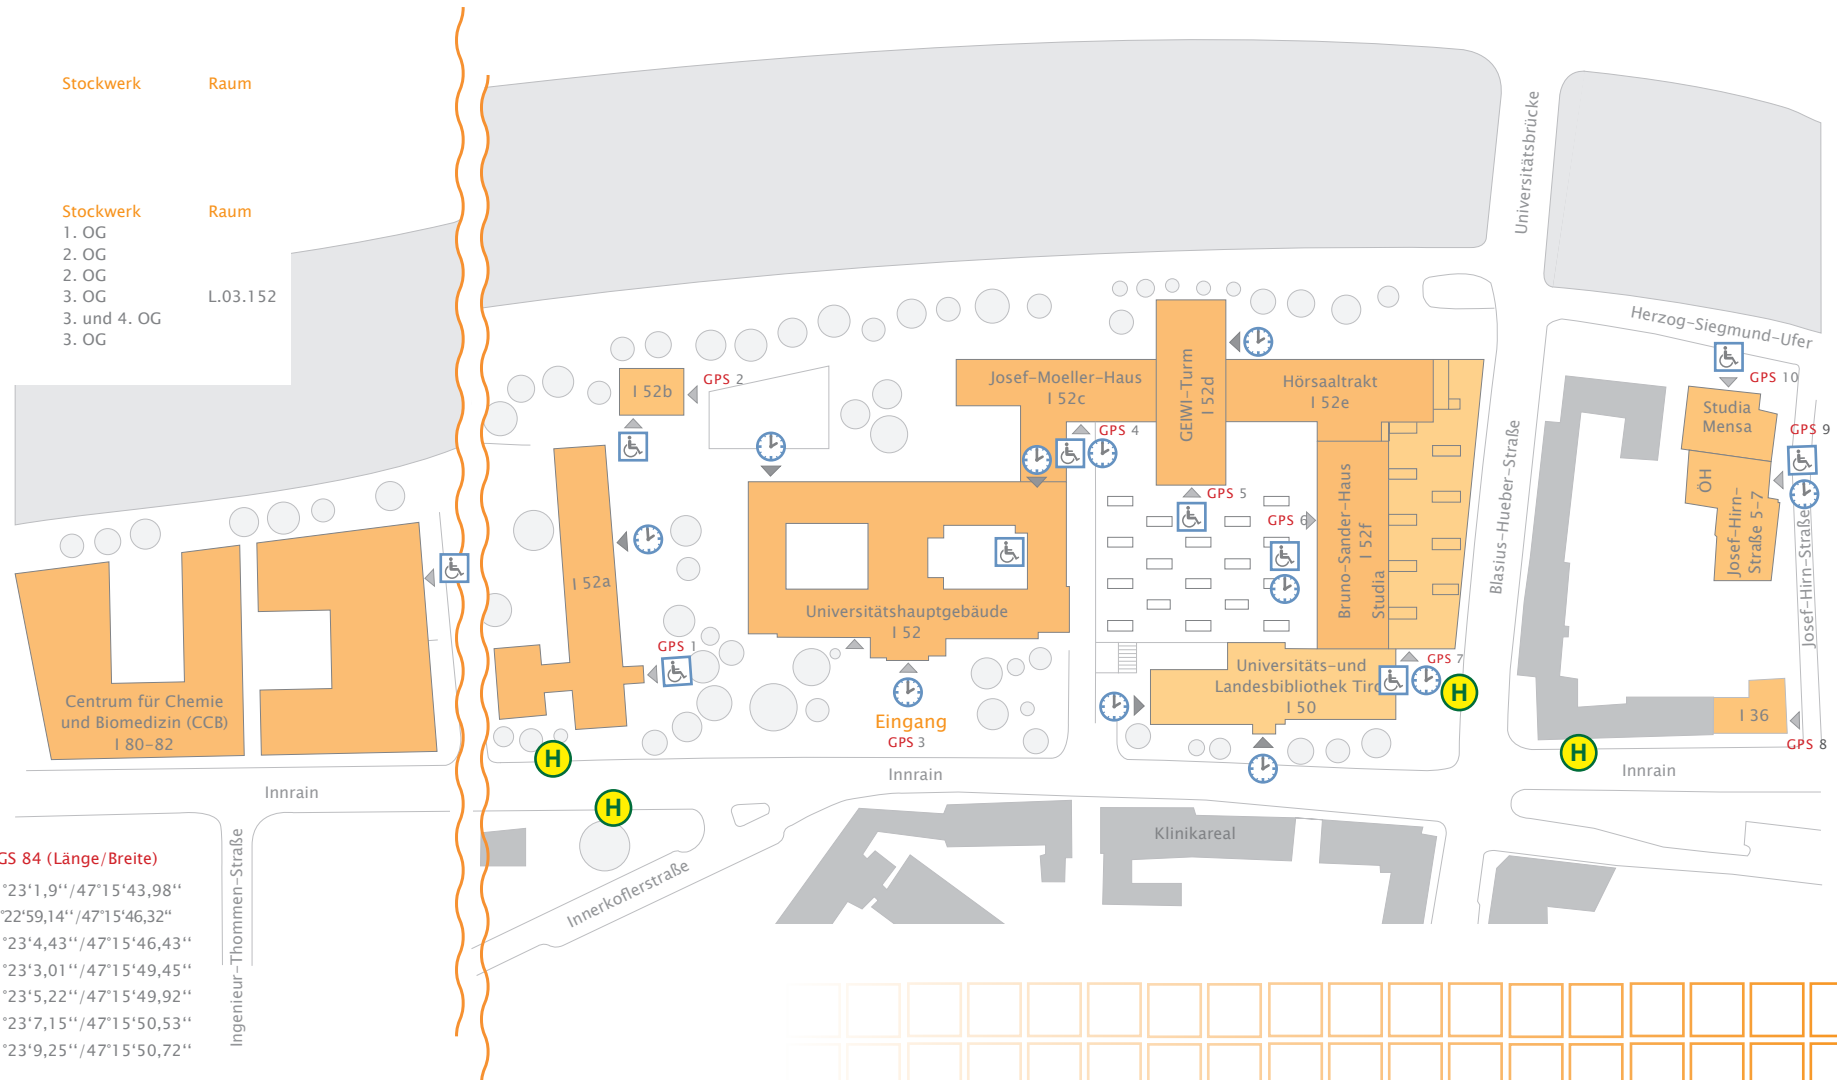 Stockwerk Raum
Stockwerk Raum
1. OG
2. OG
2. OG
3. OG L.03.152
3. und 4. OG
3. OG
Universitätsbrücke
Herzog-Siegmund-Ufer
I 52b
GPS 2
Josef-Moeller-Haus
I 52c
GEIWI-Turm
I 52d
Hörsaaltrakt
I 52e
GPS 4
GPS 5
GPS 6
Bruno-Sander-Haus
I 52f
Studia
Blasius-Hueber-Straße
GPS 10
Studia
Mensa
GPS 9
ÖH
Josef-Hirn-
Straße 5-7
Josef-Hirn-Straße
I 52a
GPS 1
Universitätshauptgebäude
I 52
Eingang
GPS 3
Universitäts-und
Landesbibliothek Tiro
I 50
GPS 7
H
H
H
H
I 36
GPS 8
Centrum für Chemie
und Biomedizin (CCB)
I 80-82
Innrain
Innrain
Innrain
Klinikareal
Innerkoflerstraße
Ingenieur-Thommen-Straße
GS 84 (Länge/Breite)
°23‘1,9‘‘/47°15‘43,98‘‘
°22‘59,14‘‘/47°15‘46,32“
°23‘4,43‘‘/47°15‘46,43‘‘
°23‘3,01‘‘/47°15‘49,45‘‘
°23‘5,22‘‘/47°15‘49,92‘‘
°23‘7,15‘‘/47°15‘50,53‘‘
°23‘9,25‘‘/47°15‘50,72‘‘